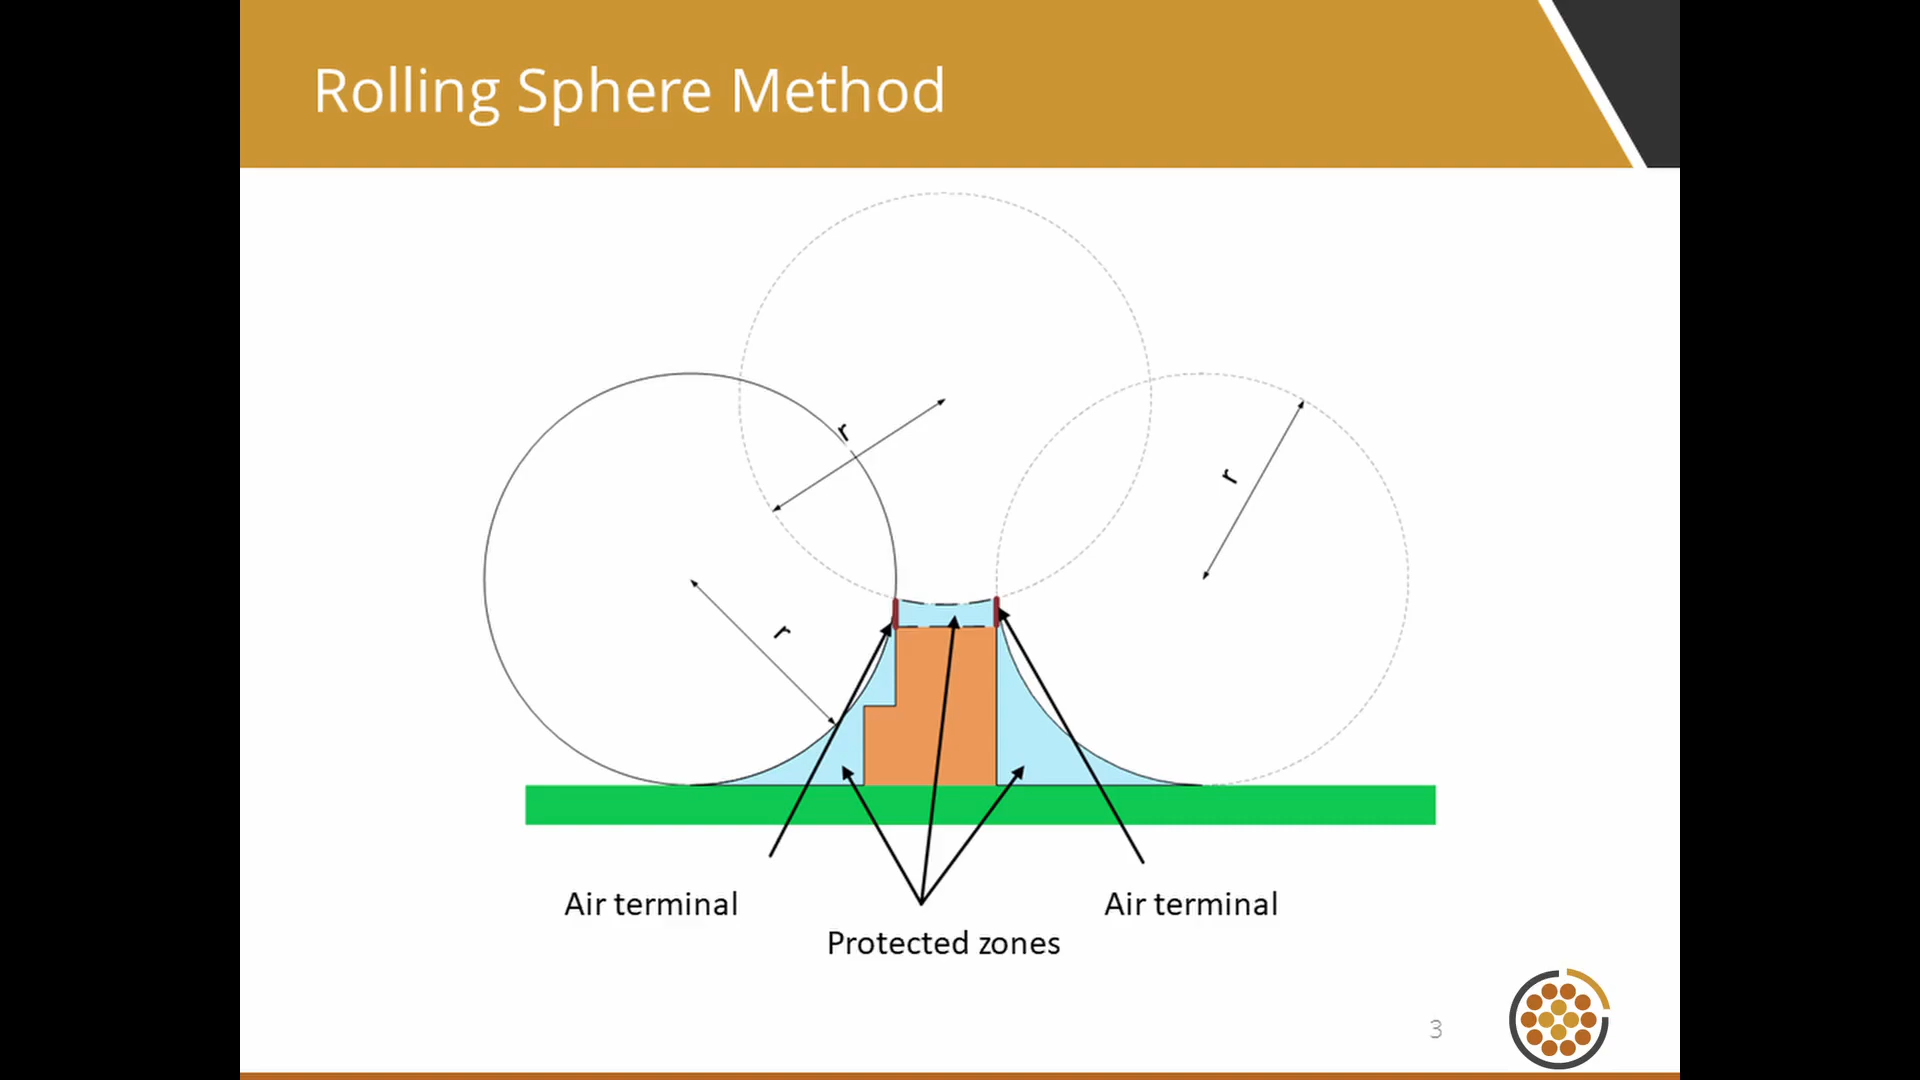 Rolling Sphere Method
r
r
r
Air terminal
Air terminal
Protected zones
3